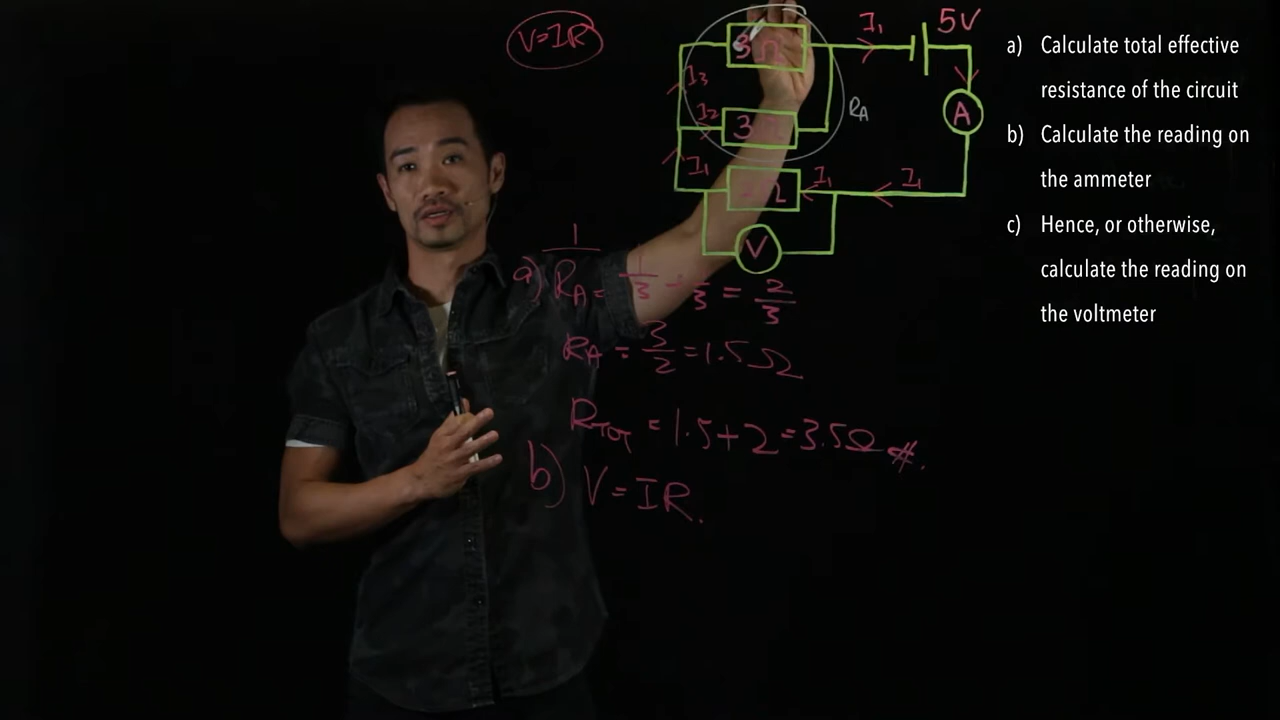 V=IR
5V
I₁
3Ω
I₃
A
I₂
RA
3
I₁
Ω I₁ I₁
V
a) 1/RA = 1/3 + 1/3 = 2/3
RA = 3/2 = 1.5Ω
RTOT = 1.5+2=3.5Ω #.
b) V=IR.
a) Calculate total effective
resistance of the circuit
b) Calculate the reading on
the ammeter
c) Hence, or otherwise,
calculate the reading on
the voltmeter